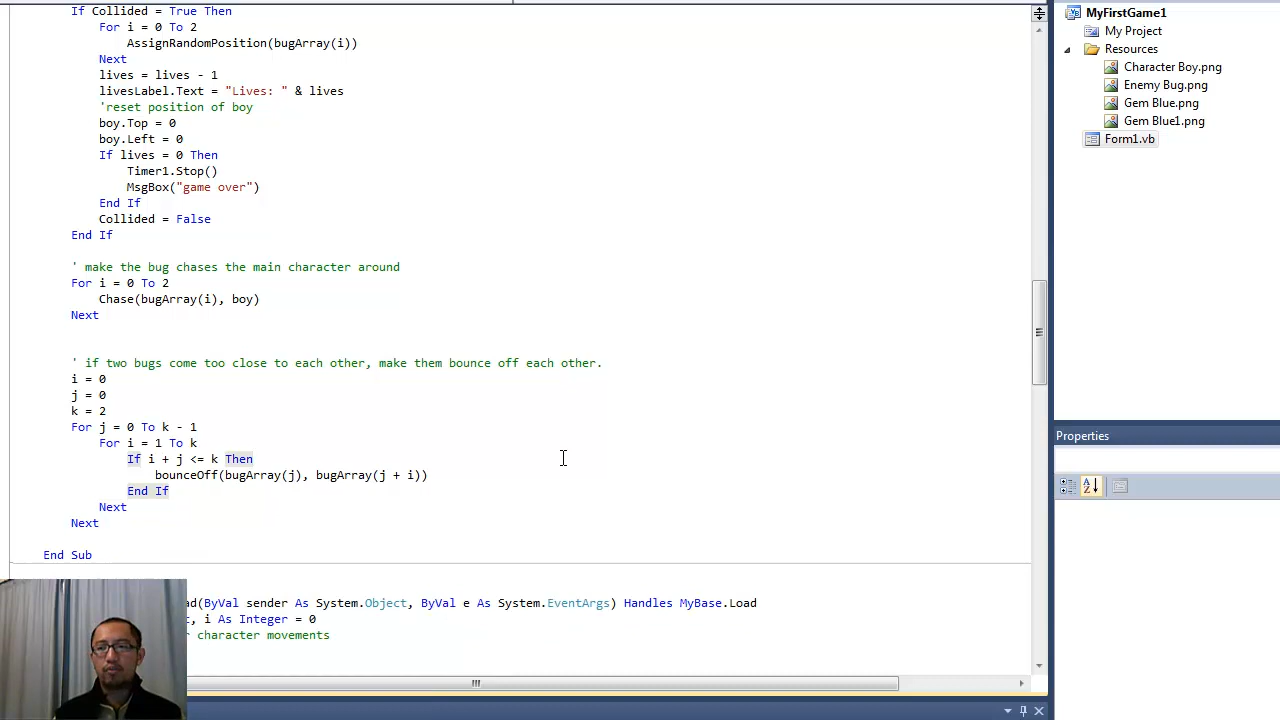 If Collided = True Then
For i = 0 To 2
AssignRandomPosition(bugArray(i))
Next
lives = lives - 1
livesLabel.Text = "Lives: " & lives
'reset position of boy
boy.Top = 0
boy.Left = 0
If lives = 0 Then
Timer1.Stop()
MsgBox("game over")
End If
Collided = False
End If
' make the bug chases the main character around
For i = 0 To 2
Chase(bugArray(i), boy)
Next
' if two bugs come too close to each other, make them bounce off each other.
i = 0
j = 0
k = 2
For j = 0 To k - 1
For i = 1 To k
If i + j <= k Then
bounceOff(bugArray(j), bugArray(j + i))
End If
Next
Next
End Sub
ad(ByVal sender As System.Object, ByVal e As System.EventArgs) Handles MyBase.Load
t, i As Integer = 0
r character movements
MyFirstGame1
My Project
Resources
Character Boy.png
Enemy Bug.png
Gem Blue.png
Gem Blue1.png
Form1.vb
Properties